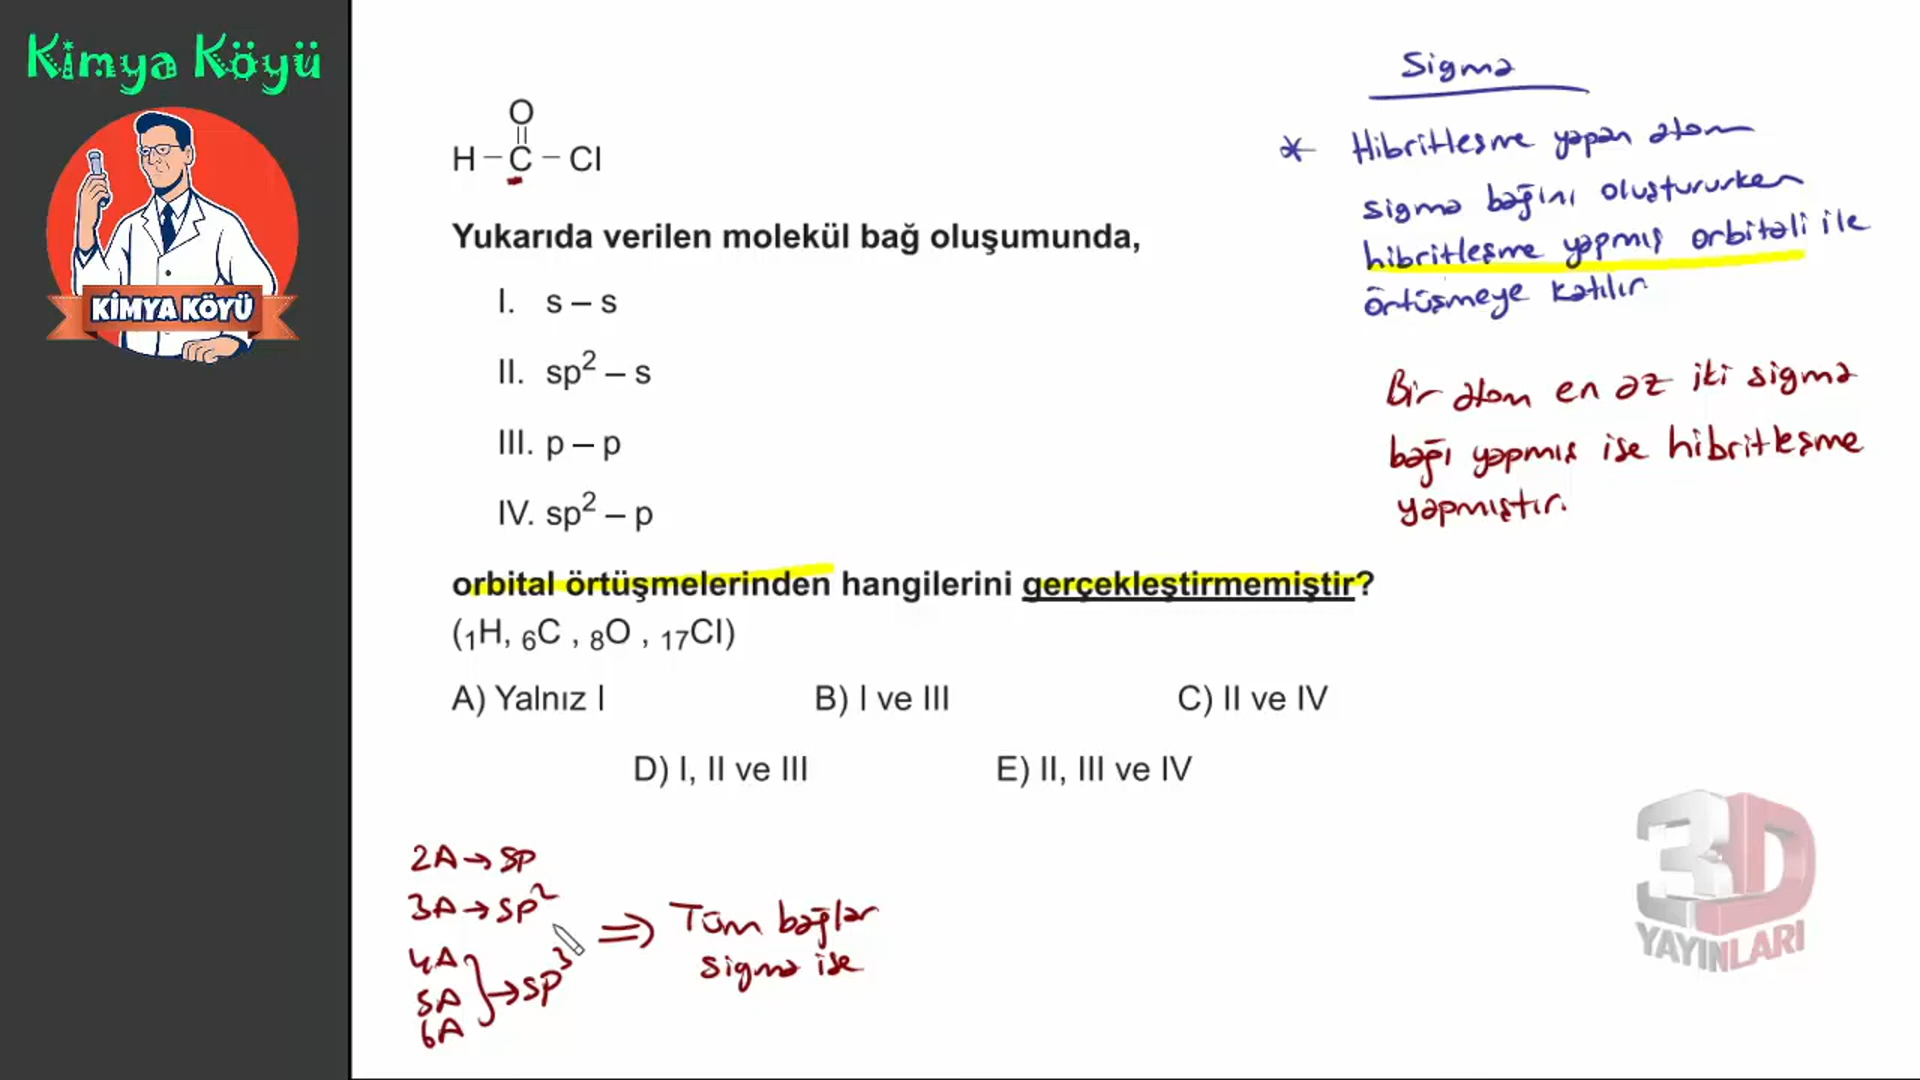 Kimya Köyü
KİMYA KÖYÜ
O
||
H – C – Cl
Yukarıda verilen molekül bağ oluşumunda,
I. s – s
II. sp² – s
III. p – p
IV. sp² – p
orbital örtüşmelerinden hangilerini gerçekleştirmemiştir?
(₁H, ₆C , ₈O , ₁₇Cl)
A) Yalnız I
B) I ve III
C) II ve IV
D) I, II ve III
E) II, III ve IV
Sigma
* Hibritleşme yapan atom
sigma bağını oluştururken
hibritleşme yapmış orbitali ile
örtüşmeye katılır
Bir atom en az iki sigma
bağı yapmış ise hibritleşme
yapmıştır.
2A → sp
3A → sp²
4A
5A → sp³
6A
⇒ Tüm bağlar
sigma ise
3D
YAYINLARI